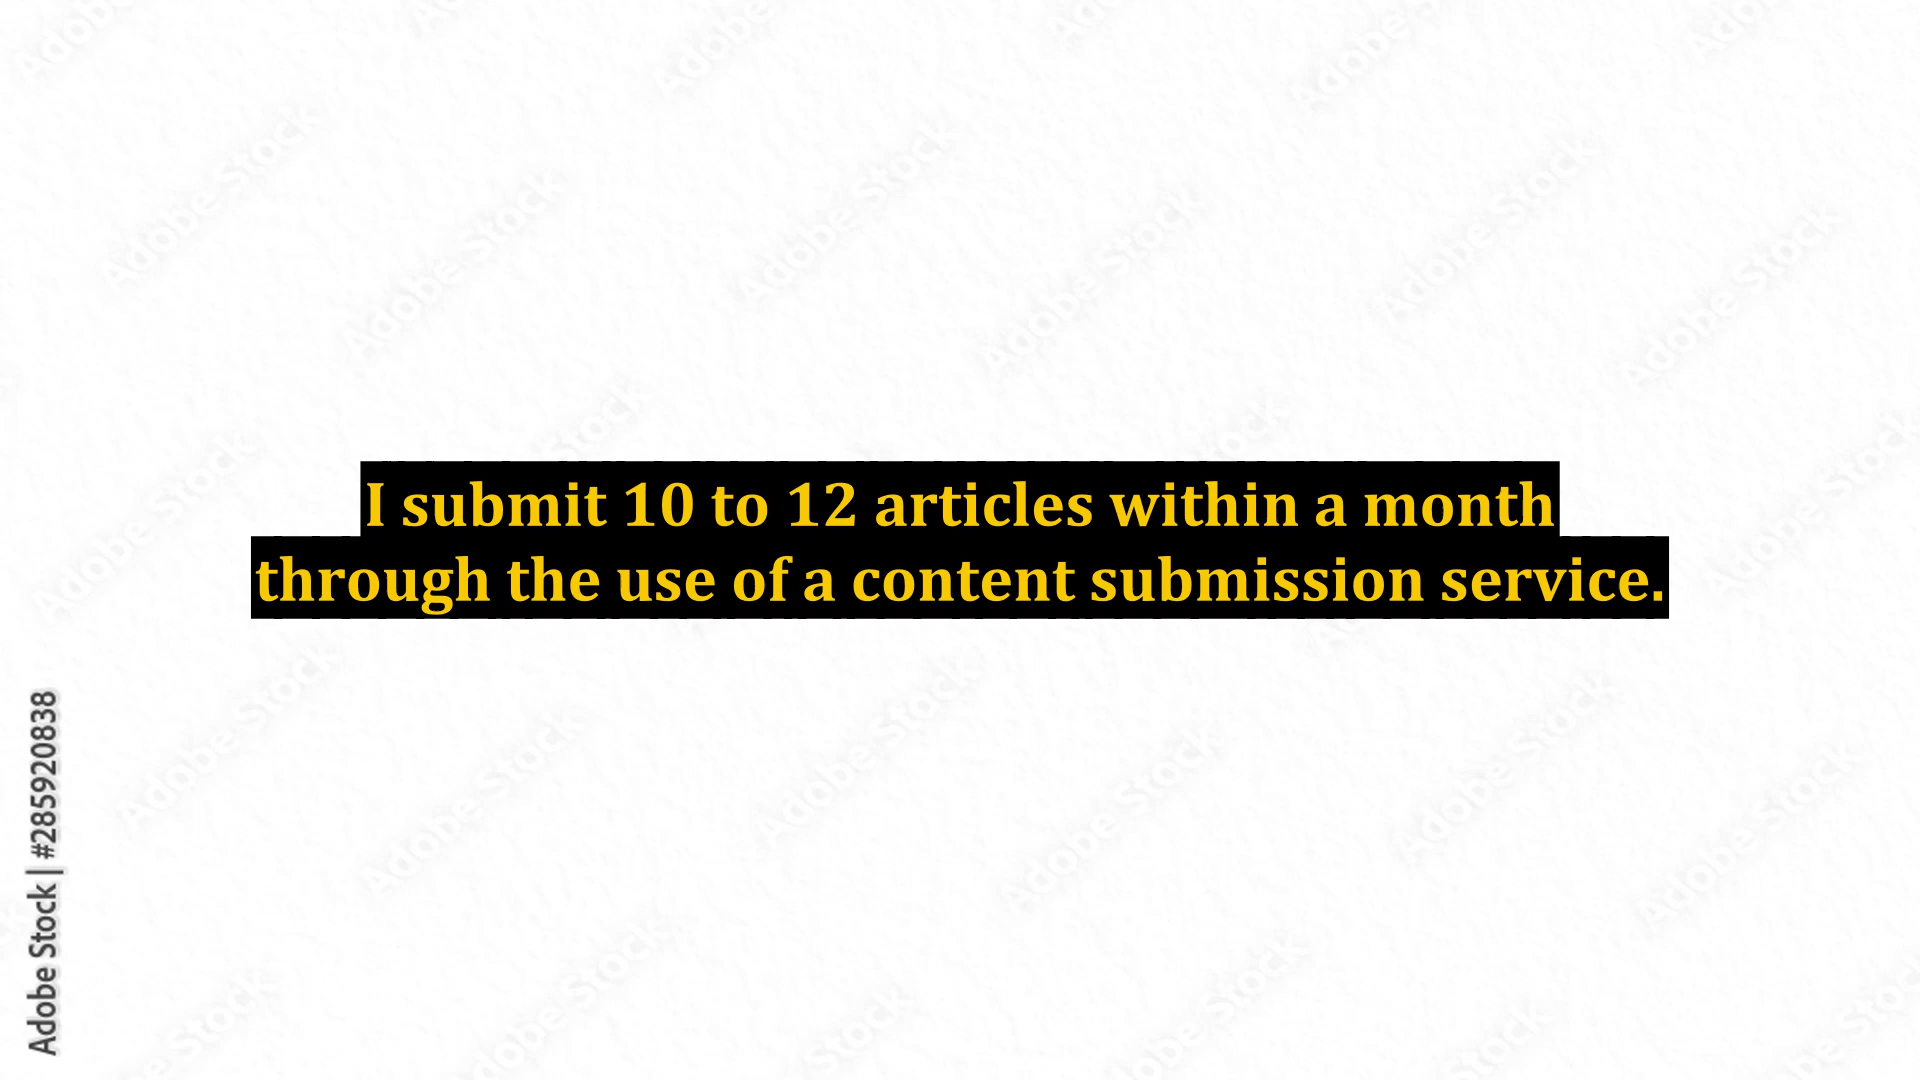 I submit 10 to 12 articles within a month
through the use of a content submission service.
Adobe Stock | #285920838